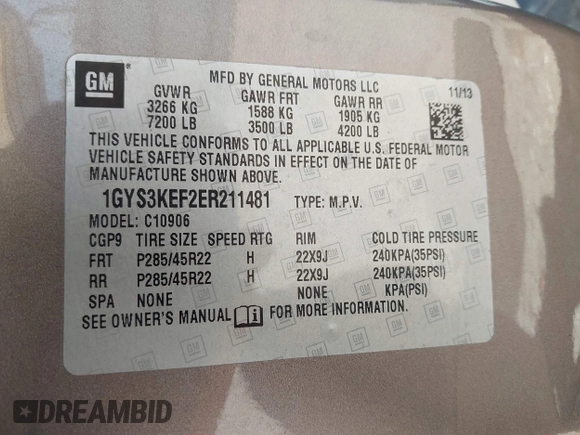 GM
MFD BY GENERAL MOTORS LLC
11/13
GVWR GAWR FRT GAWR RR
3266 KG 1588 KG 1905 KG
7200 LB 3500 LB 4200 LB
THIS VEHICLE CONFORMS TO ALL APPLICABLE U.S. FEDERAL MOTOR
VEHICLE SAFETY STANDARDS IN EFFECT ON THE DATE OF
MANUFACTURE SHOWN ABOVE.
1GYS3KEF2ER211481 TYPE: M.P.V.
MODEL: C10906
CGP9 TIRE SIZE SPEED RTG RIM COLD TIRE PRESSURE
FRT P285/45R22 H 22X9J 240KPA(35PSI)
RR P285/45R22 H 22X9J 240KPA(35PSI)
SPA NONE NONE KPA(PSI)
SEE OWNER'S MANUAL i FOR MORE INFORMATION.
DREAMBID